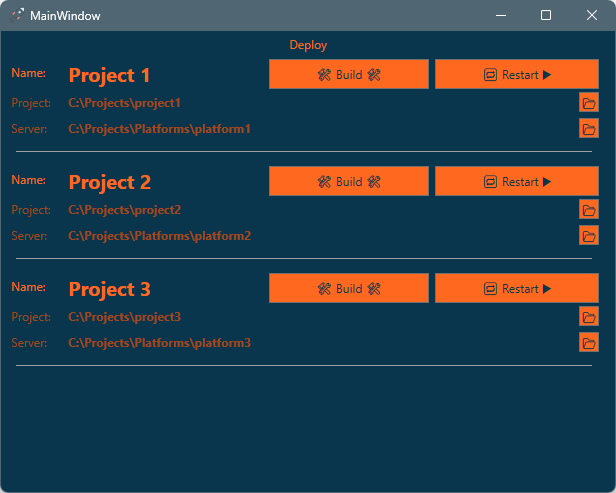 MainWindow
Deploy
Name: Project 1 🛠 Build 🛠 🔁 Restart ▶
Project: C:\Projects\project1
Server: C:\Projects\Platforms\platform1
Name: Project 2 🛠 Build 🛠 🔁 Restart ▶
Project: C:\Projects\project2
Server: C:\Projects\Platforms\platform2
Name: Project 3 🛠 Build 🛠 🔁 Restart ▶
Project: C:\Projects\project3
Server: C:\Projects\Platforms\platform3